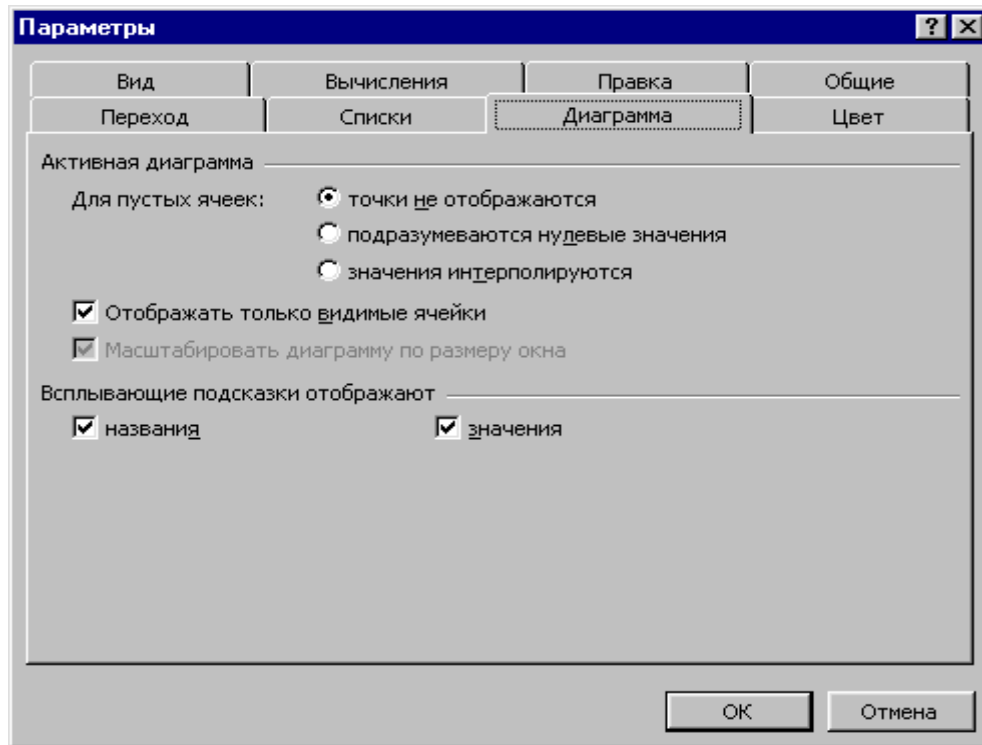 Параметры
Вид Вычисления Правка Общие
Переход Списки Диаграмма Цвет
Активная диаграмма
Для пустых ячеек: точки не отображаются
подразумеваются нулевые значения
значения интерполируются
Отображать только видимые ячейки
Масштабировать диаграмму по размеру окна
Всплывающие подсказки отображают
названия значения
ОК Отмена